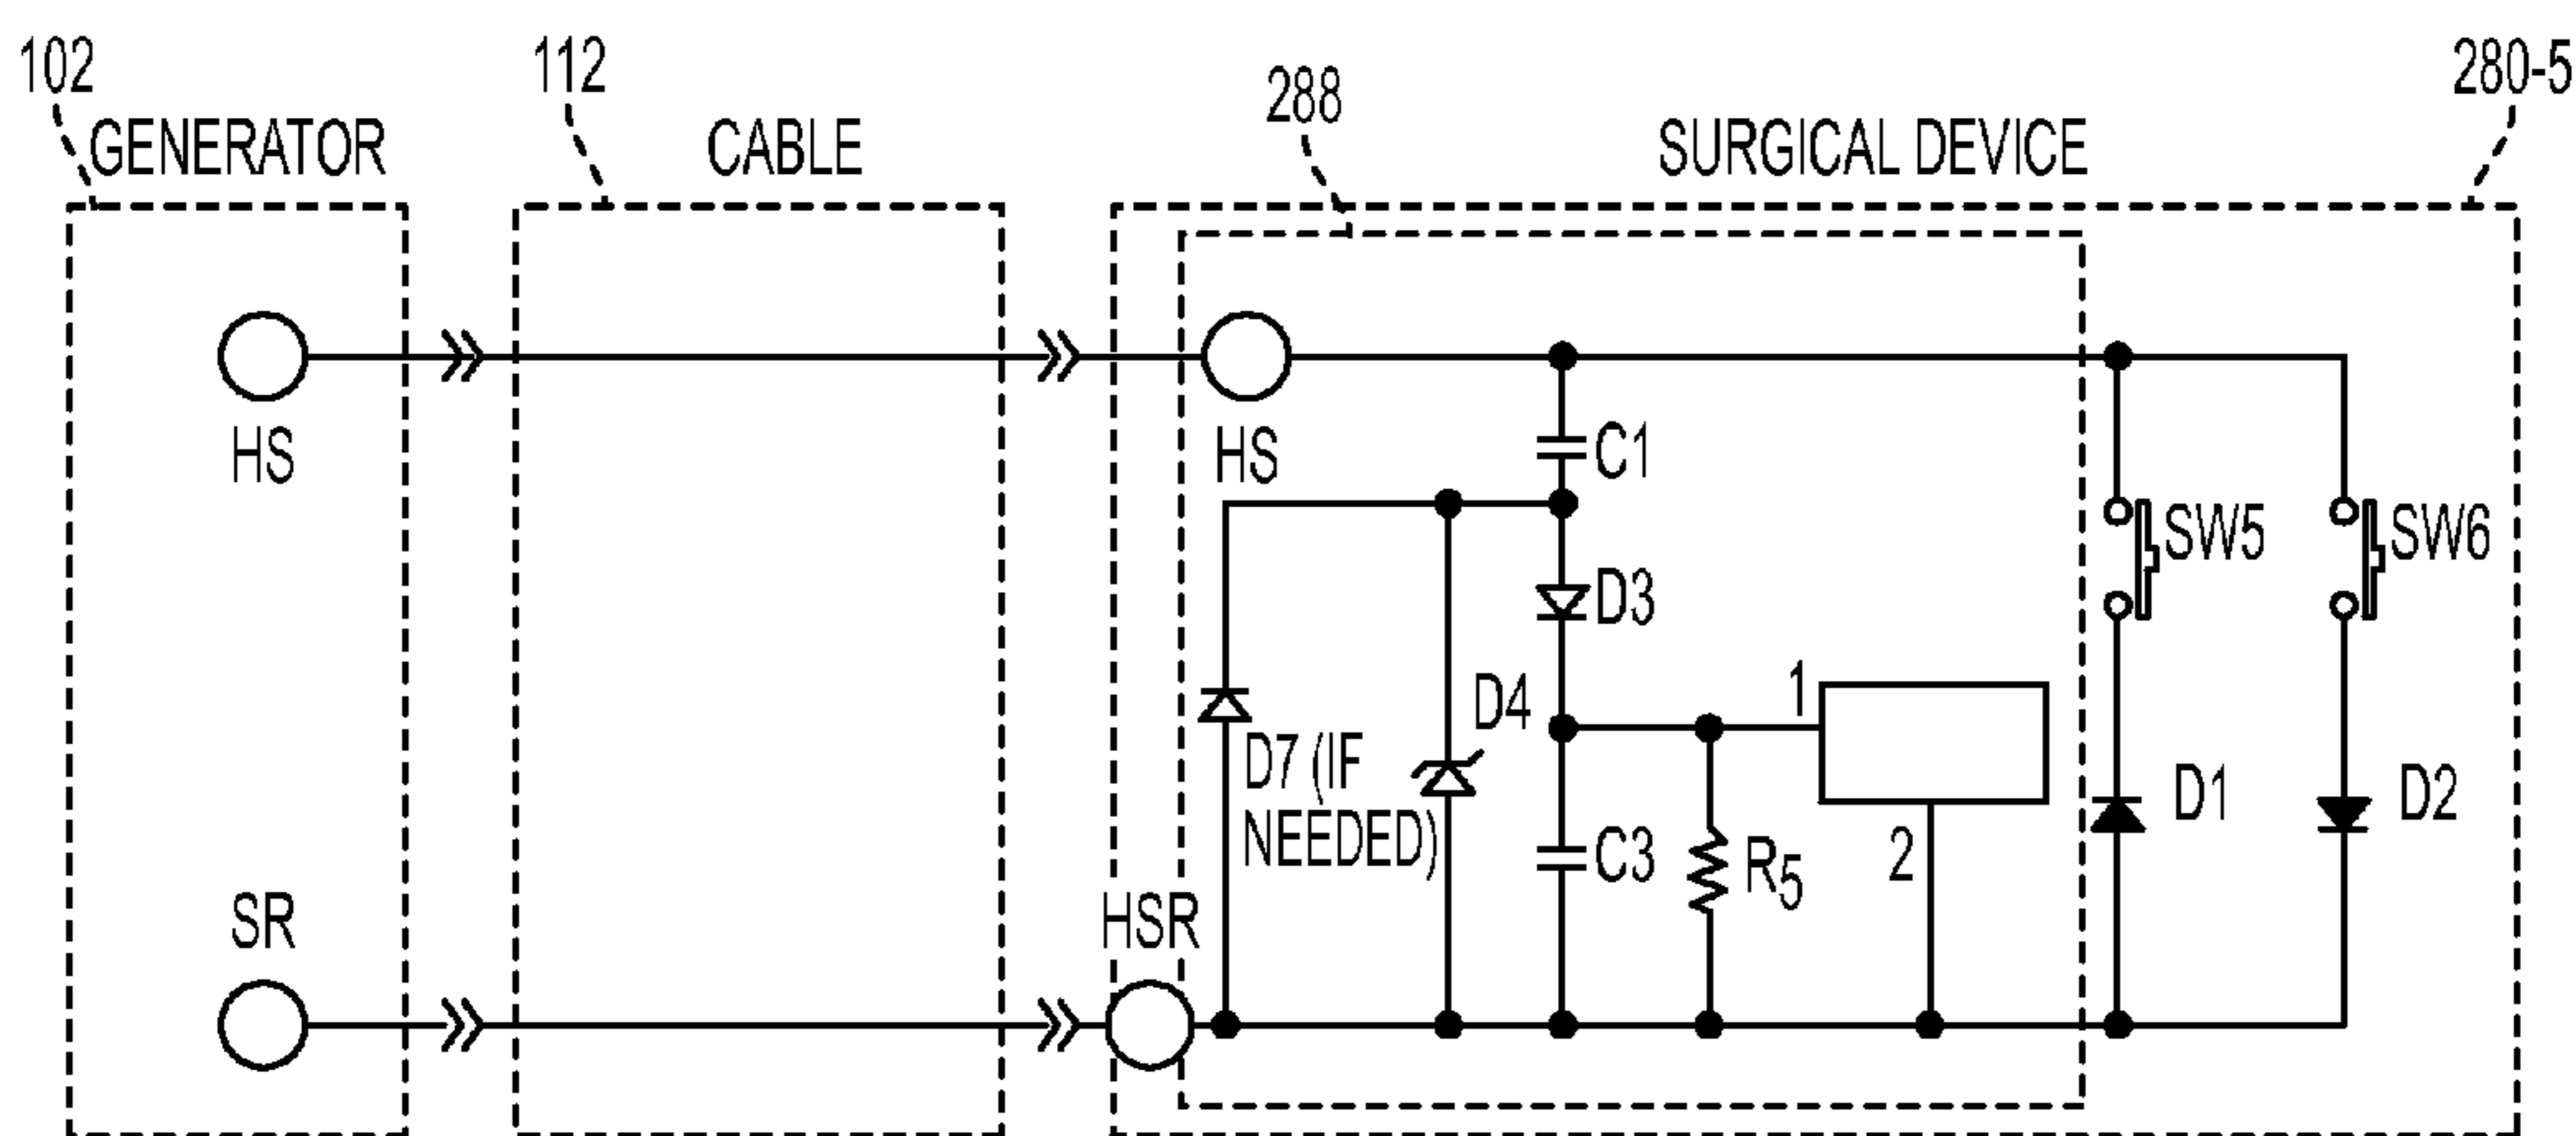 102
112
288
280-5
GENERATOR
CABLE
SURGICAL DEVICE
HS
HS
C1
SW5
SW6
D3
D4
1
D7 (IF
NEEDED)
D1
D2
C3
R5
2
SR
HSR